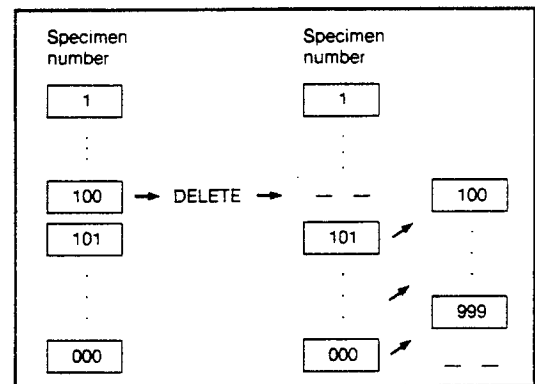 Specimen number
Specimen number
1
1
100 → DELETE → — — 100
101
101
999
000
000
— —